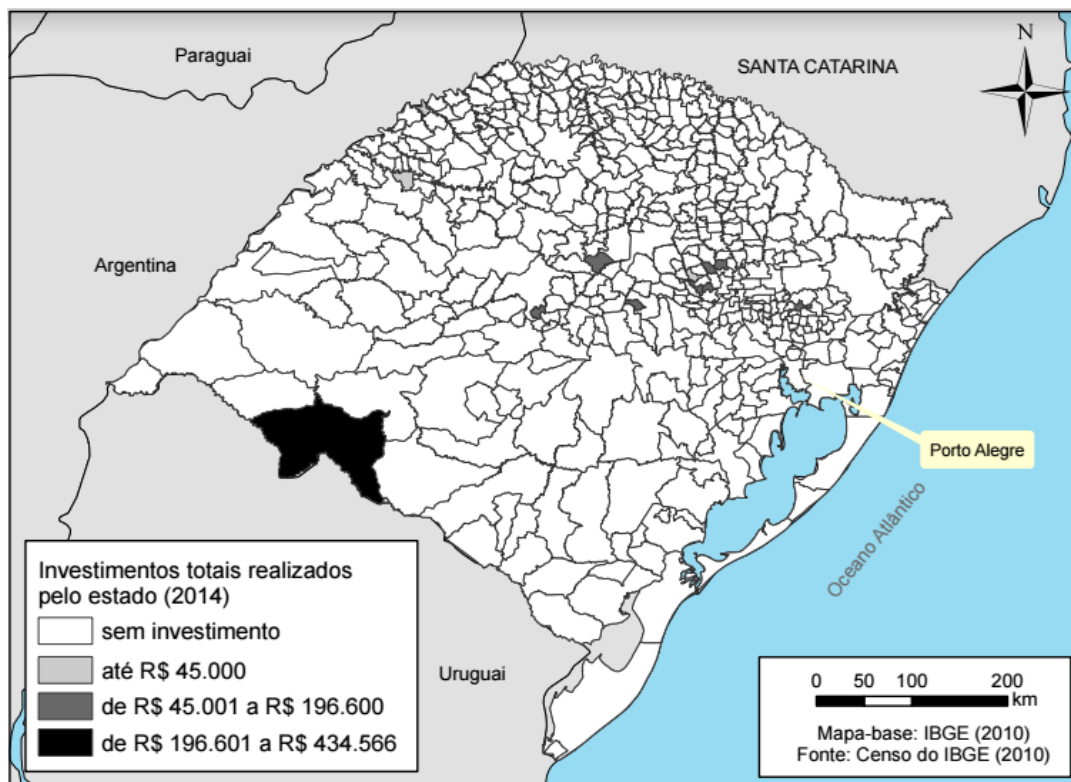 Paraguai
SANTA CATARINA
N
Argentina
Porto Alegre
Oceano Atlântico
Uruguai
Investimentos totais realizados
pelo estado (2014)
sem investimento
até R$ 45.000
de R$ 45.001 a R$ 196.600
de R$ 196.601 a R$ 434.566
0 50 100 200
km
Mapa-base: IBGE (2010)
Fonte: Censo do IBGE (2010)